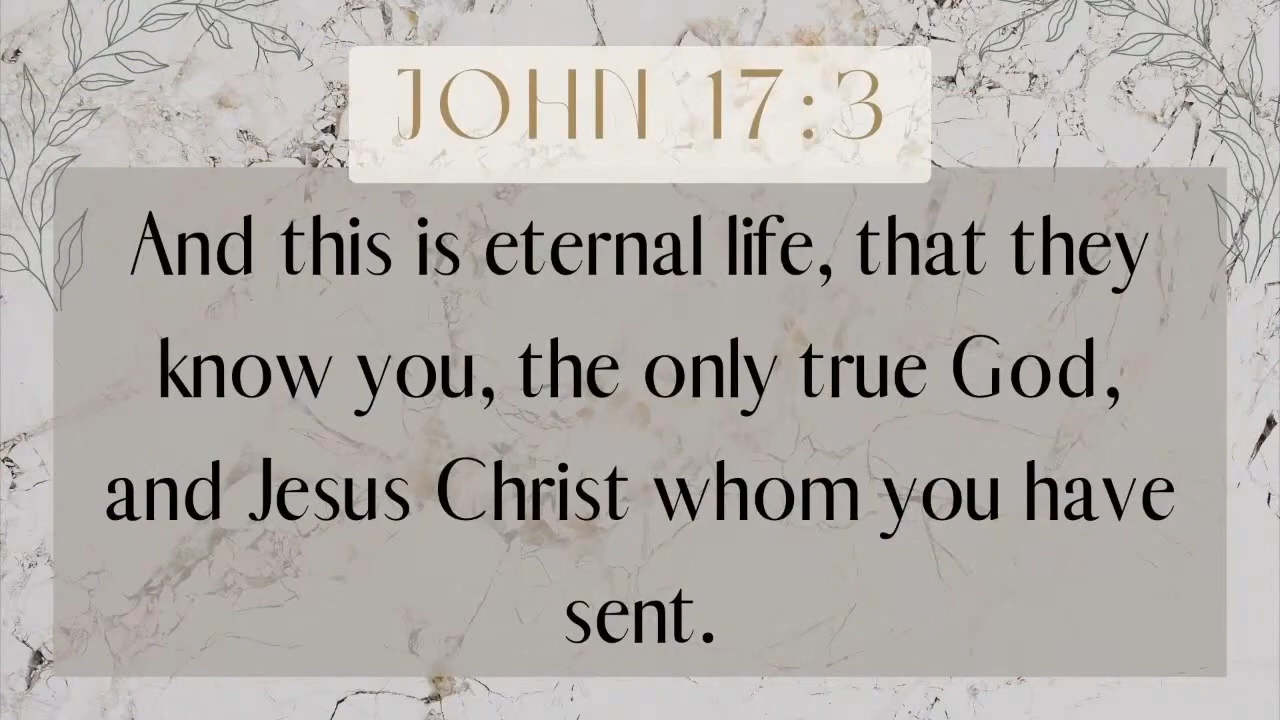 JOHN 17:3
And this is eternal life, that they
know you, the only true God,
and Jesus Christ whom you have
sent.